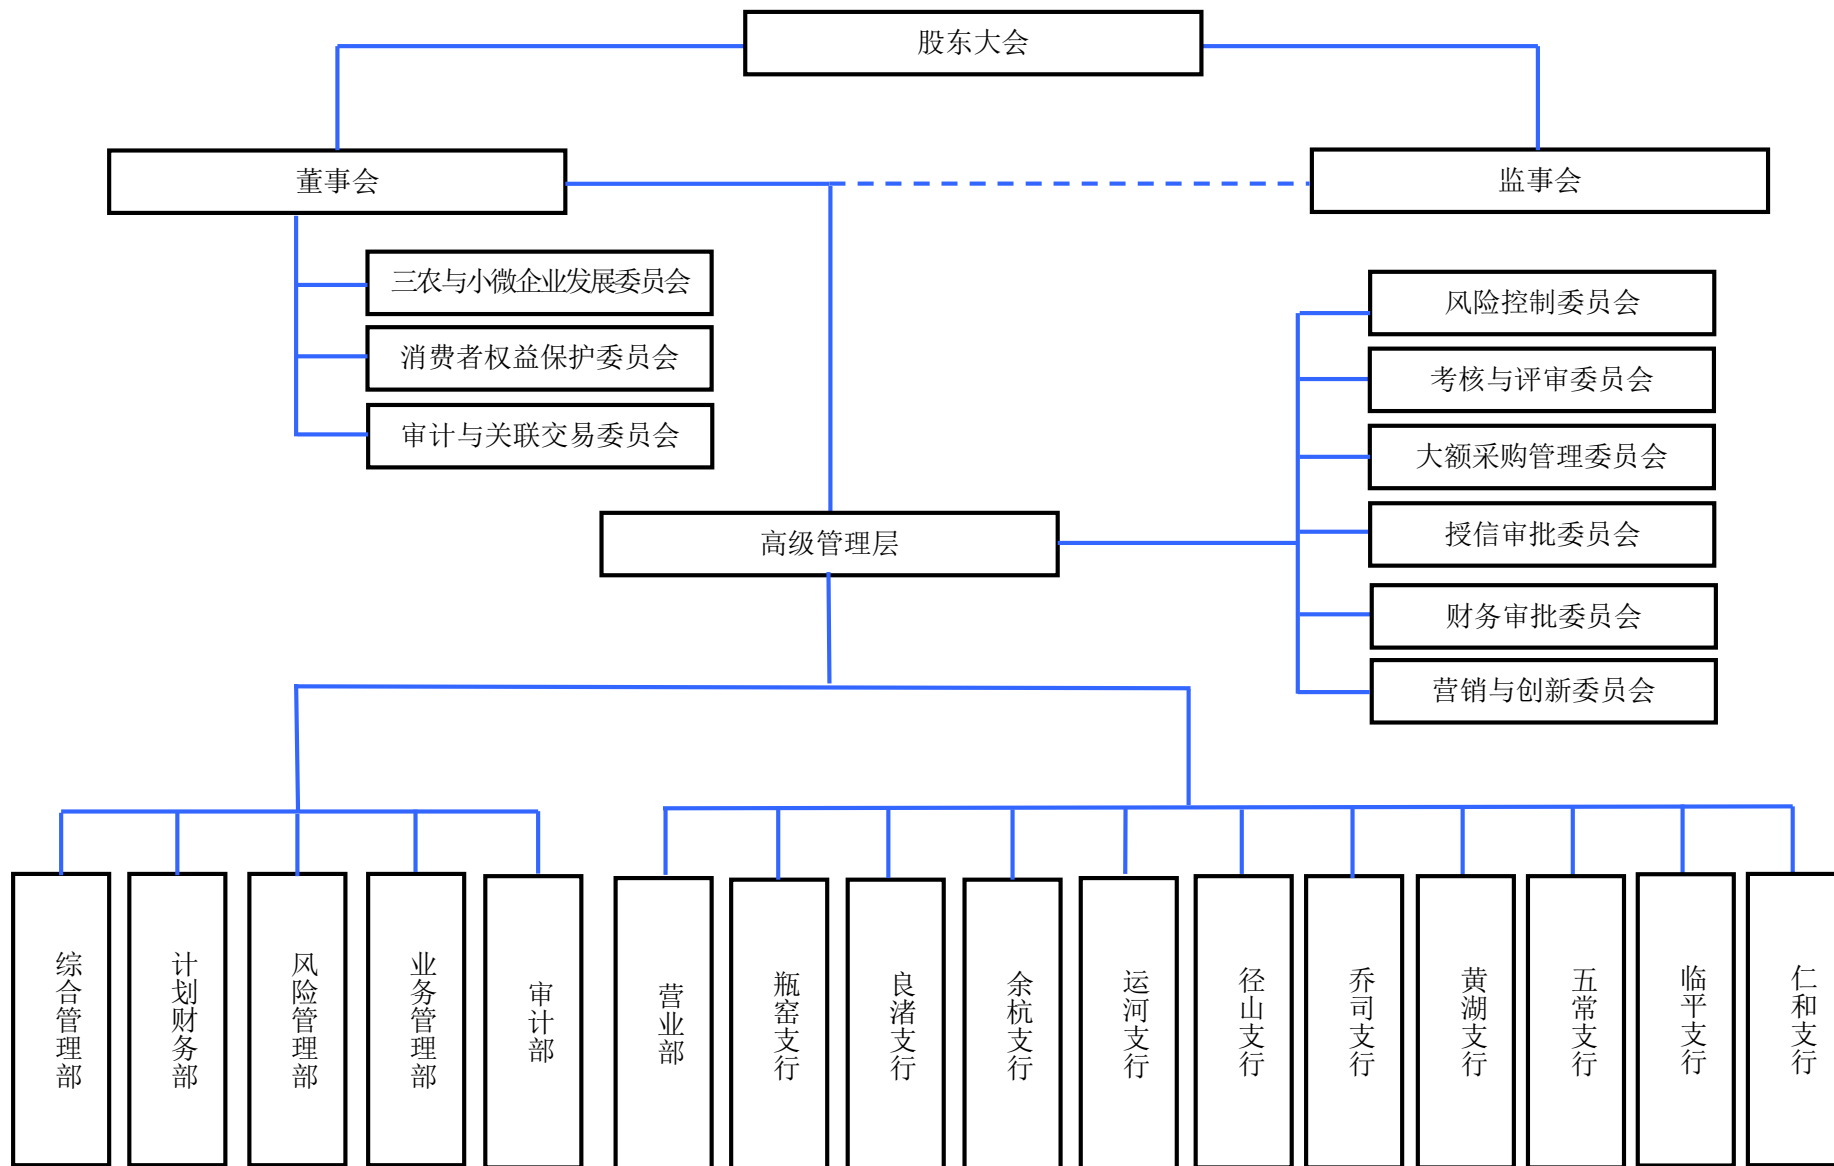 股东大会
董事会
监事会
三农与小微企业发展委员会
消费者权益保护委员会
审计与关联交易委员会
风险控制委员会
考核与评审委员会
大额采购管理委员会
授信审批委员会
财务审批委员会
营销与创新委员会
高级管理层
综合管理部
计划财务部
风险管理部
业务管理部
审计部
营业部
瓶窑支行
良渚支行
余杭支行
运河支行
径山支行
乔司支行
黄湖支行
五常支行
临平支行
仁和支行